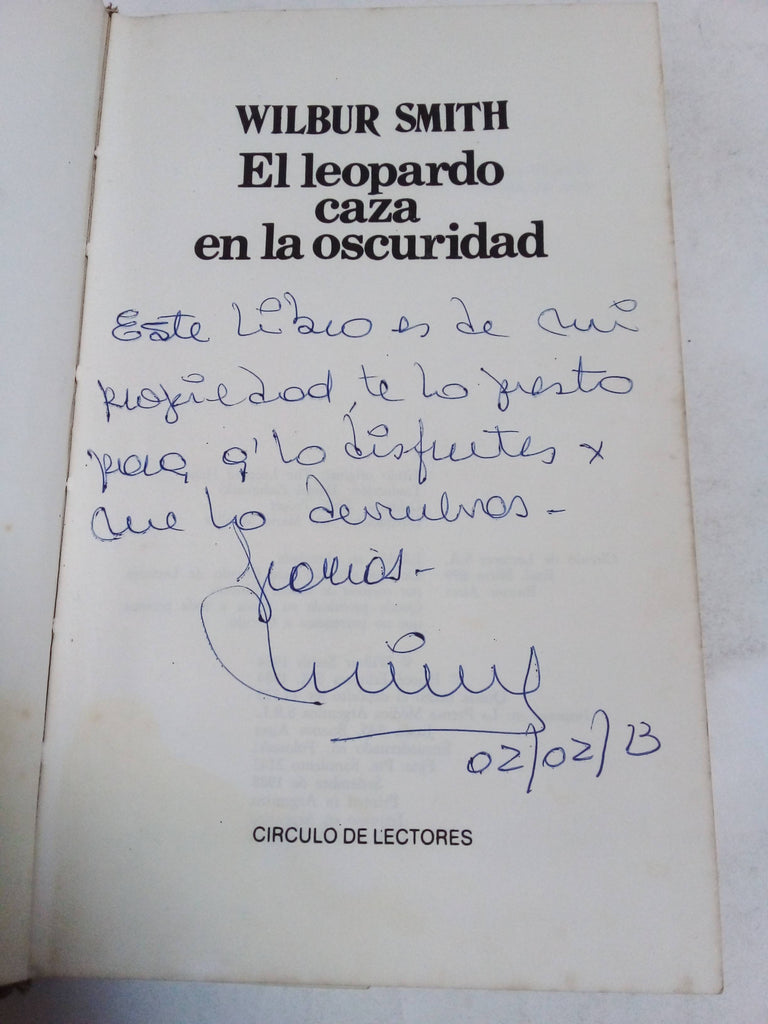 WILBUR SMITH
El leopardo
caza
en la oscuridad
Este libro es de mi
propiedad, te lo presto
para q' lo disfrutes x
que lo devuelvas -
Gracias -
02/02/13
CIRCULO DE LECTORES